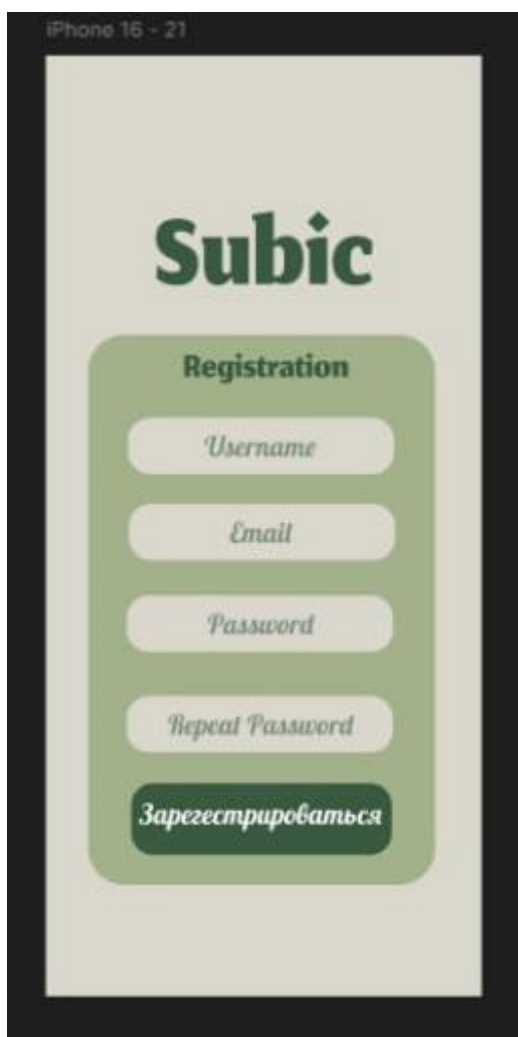 iPhone 16 - 21
Subic
Registration
Username
Email
Password
Repeat Password
Зарегестрироваться